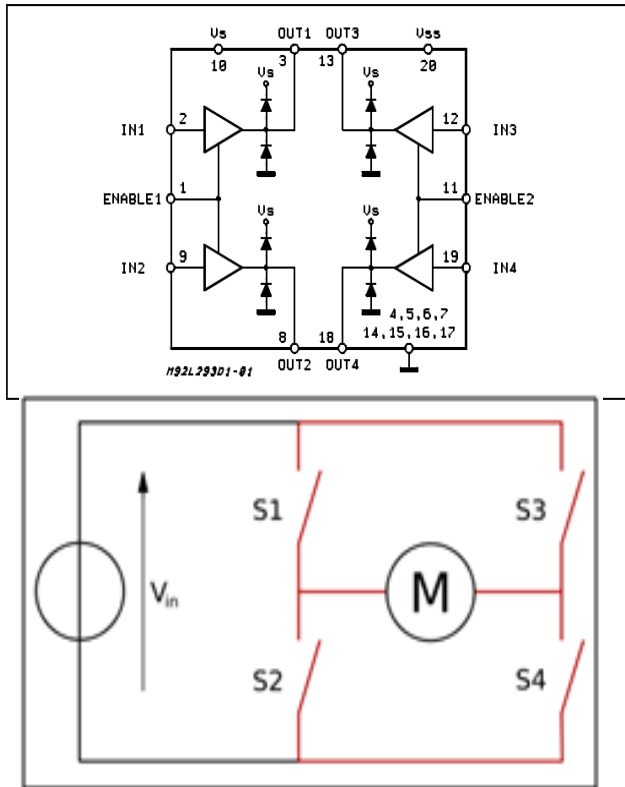 Vs OUT1 OUT3 Vss
10 3 13 20
Vs Vs
IN1 2 12 IN3
ENABLE1 1 11 ENABLE2
Vs Vs
IN2 9 19 IN4
4,5,6,7
8 18 14,15,16,17
M92L293D1-01 OUT2 OUT4
S1 S3
Vin M
S2 S4